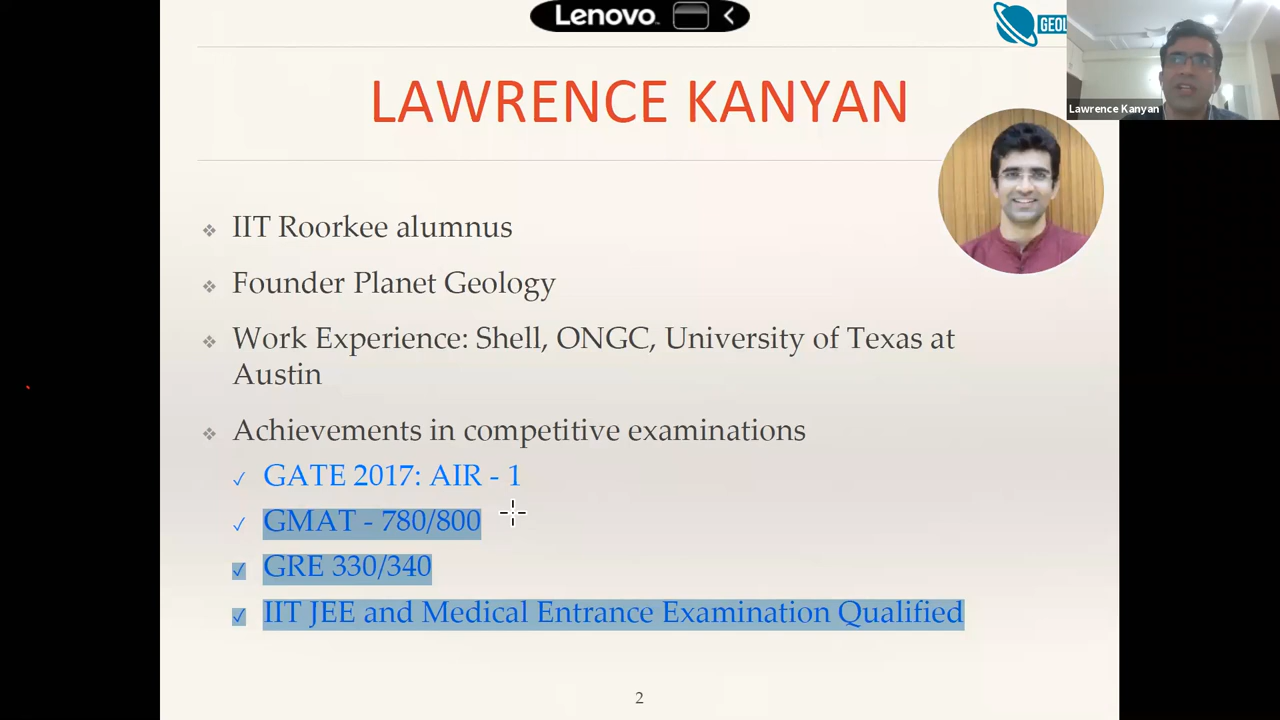 Lenovo
GEOL
Lawrence Kanyan
LAWRENCE KANYAN
IIT Roorkee alumnus
Founder Planet Geology
Work Experience: Shell, ONGC, University of Texas at
Austin
Achievements in competitive examinations
GATE 2017: AIR - 1
GMAT - 780/800
GRE 330/340
IIT JEE and Medical Entrance Examination Qualified
2